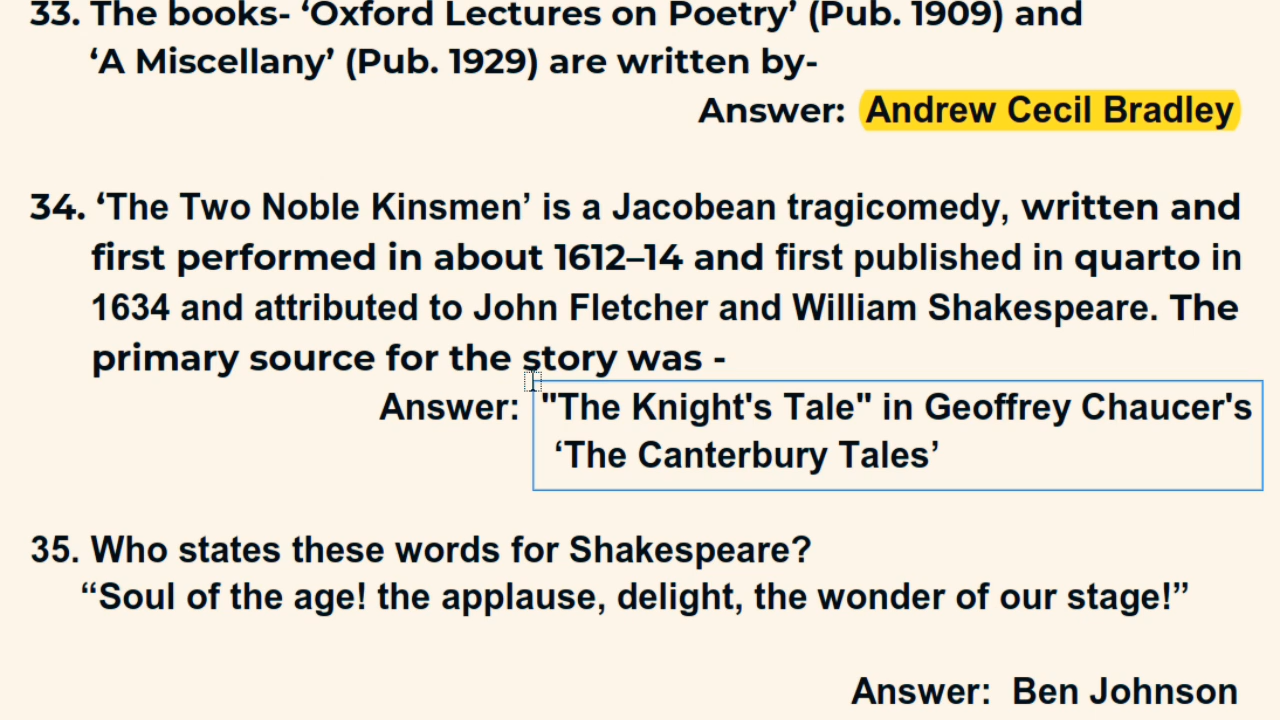 33. The books- ‘Oxford Lectures on Poetry’ (Pub. 1909) and
‘A Miscellany’ (Pub. 1929) are written by-
Answer: Andrew Cecil Bradley
34. ‘The Two Noble Kinsmen’ is a Jacobean tragicomedy, written and
first performed in about 1612–14 and first published in quarto in
1634 and attributed to John Fletcher and William Shakespeare. The
primary source for the story was -
Answer: "The Knight's Tale" in Geoffrey Chaucer's
‘The Canterbury Tales’
35. Who states these words for Shakespeare?
“Soul of the age! the applause, delight, the wonder of our stage!”
Answer: Ben Johnson